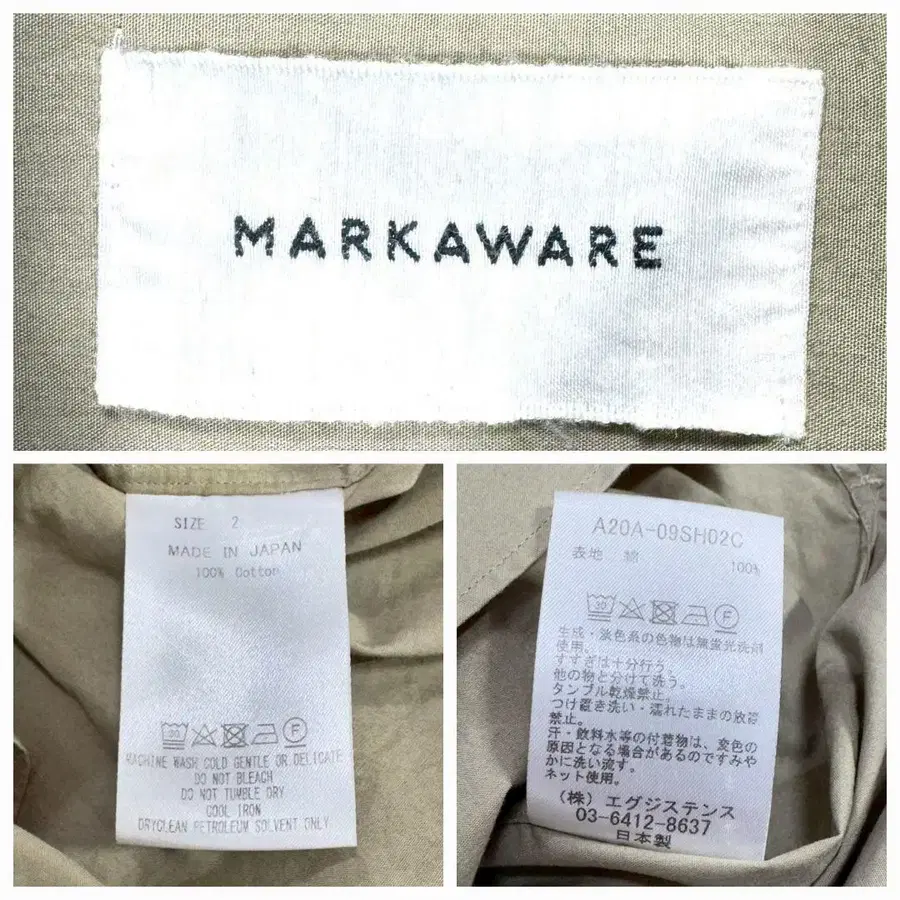 MARKAWARE
SIZE 2
MADE IN JAPAN
100% Cotton
30 F
MACHINE WASH COLD GENTLE OR DELICATE
DO NOT BLEACH
DO NOT TUMBLE DRY
COOL IRON
DRYCLEAN PETROLEUM SOLVENT ONLY
A20A-09SH02C
表地 綿 100%
30 F
生成・淡色系の色物は無蛍光洗剤
使用。
すすぎは十分行う。
他の物と分けて洗う。
タンブル乾燥禁止。
つけ置き洗い・濡れたままの放置
禁止。
汗・飲料水等の付着物は、変色の
原因となる場合があるのですみや
かに洗い流す。
ネット使用。
(株) エグジステンス
03-6412-8637
日本製